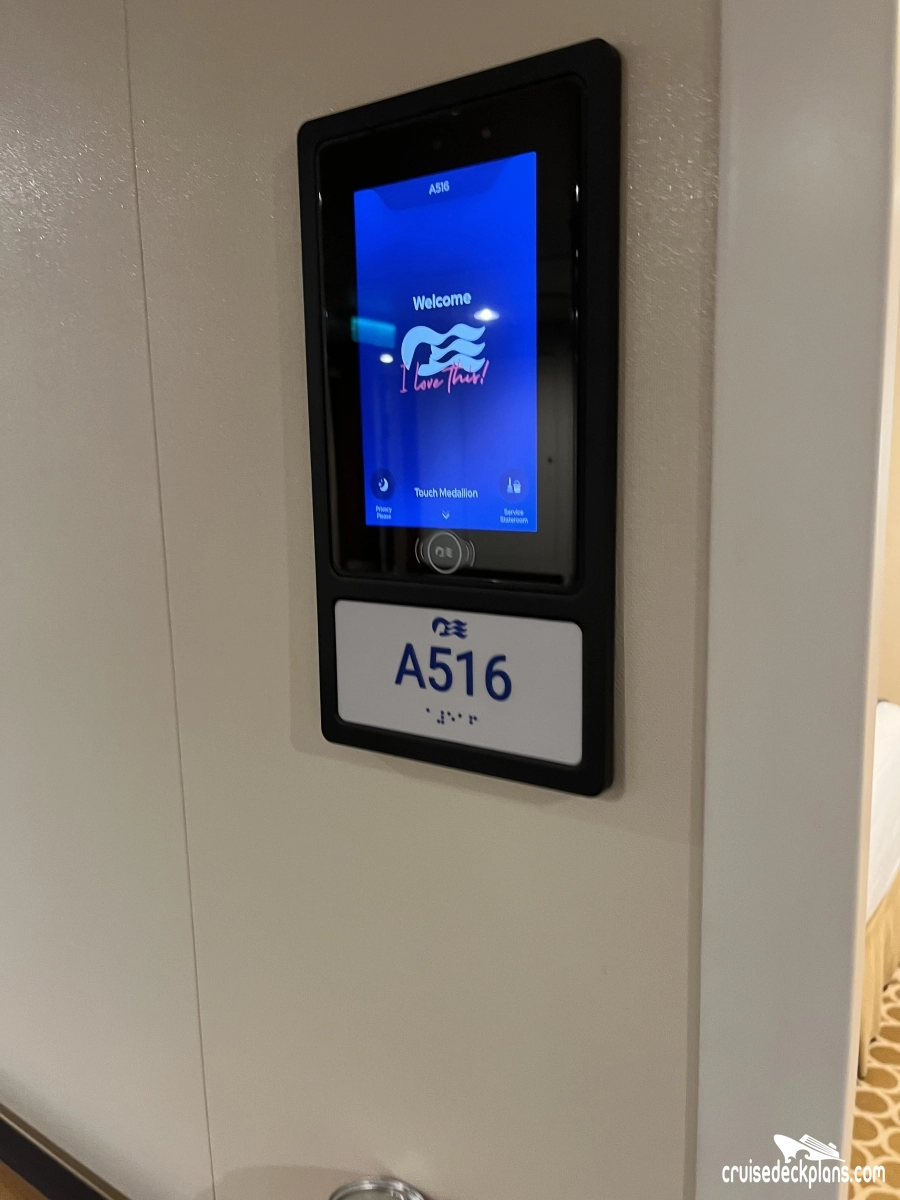 A516
Welcome
I love this!
Touch Medallion
Privacy
Please
Service
Stateroom
A516
cruisedeckplans.com